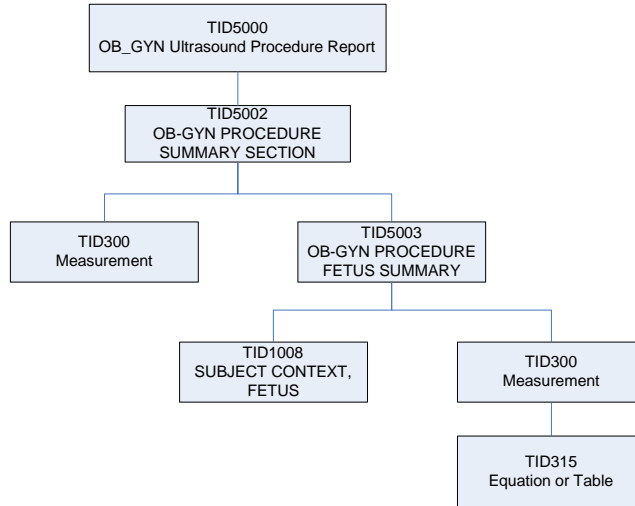 TID5000
OB_GYN Ultrasound Procedure Report
TID5002
OB-GYN PROCEDURE
SUMMARY SECTION
TID300
Measurement
TID5003
OB-GYN PROCEDURE
FETUS SUMMARY
TID1008
SUBJECT CONTEXT,
FETUS
TID300
Measurement
TID315
Equation or Table